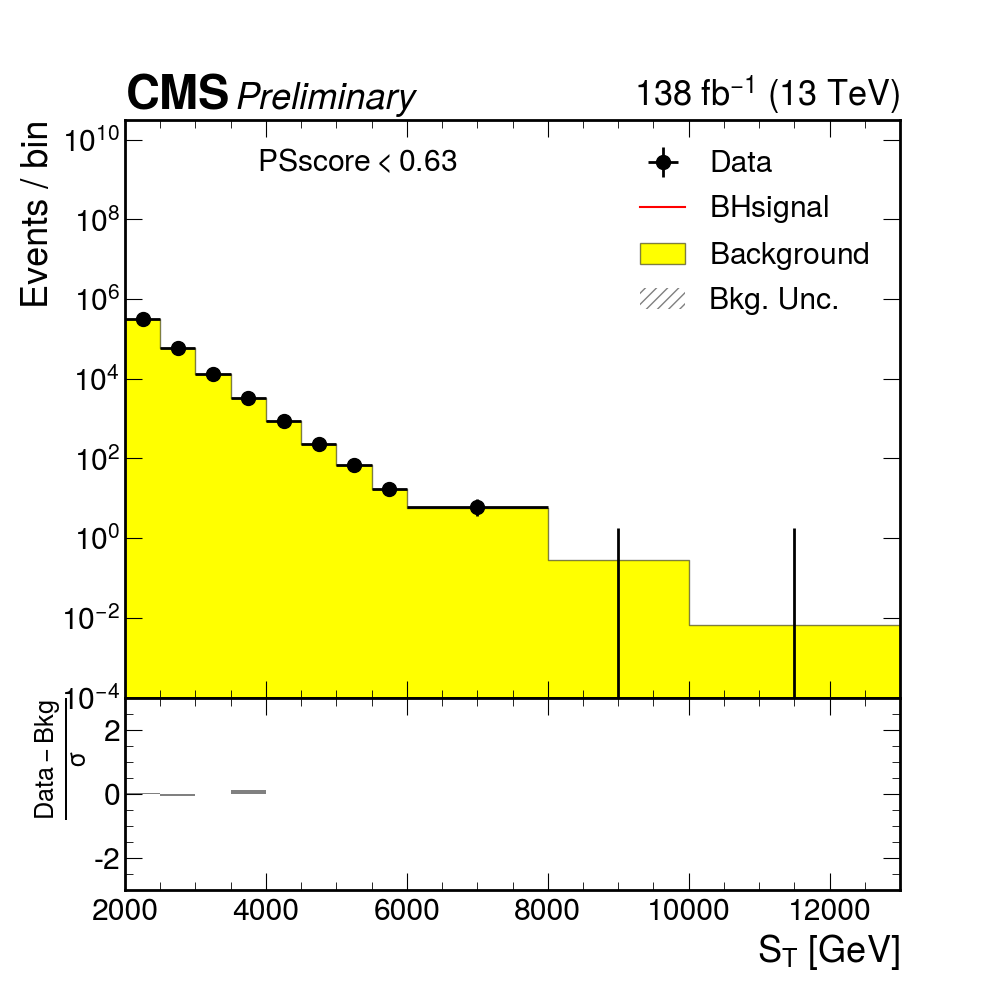 CMS Preliminary 138 fb⁻¹ (13 TeV)
Events / bin
PSscore < 0.63
Data
BHsignal
Background
Bkg. Unc.
10¹⁰
10⁸
10⁶
10⁴
10²
10⁰
10⁻²
10⁻⁴
Data − Bkg
σ
2
0
-2
2000 4000 6000 8000 10000 12000
S_T [GeV]